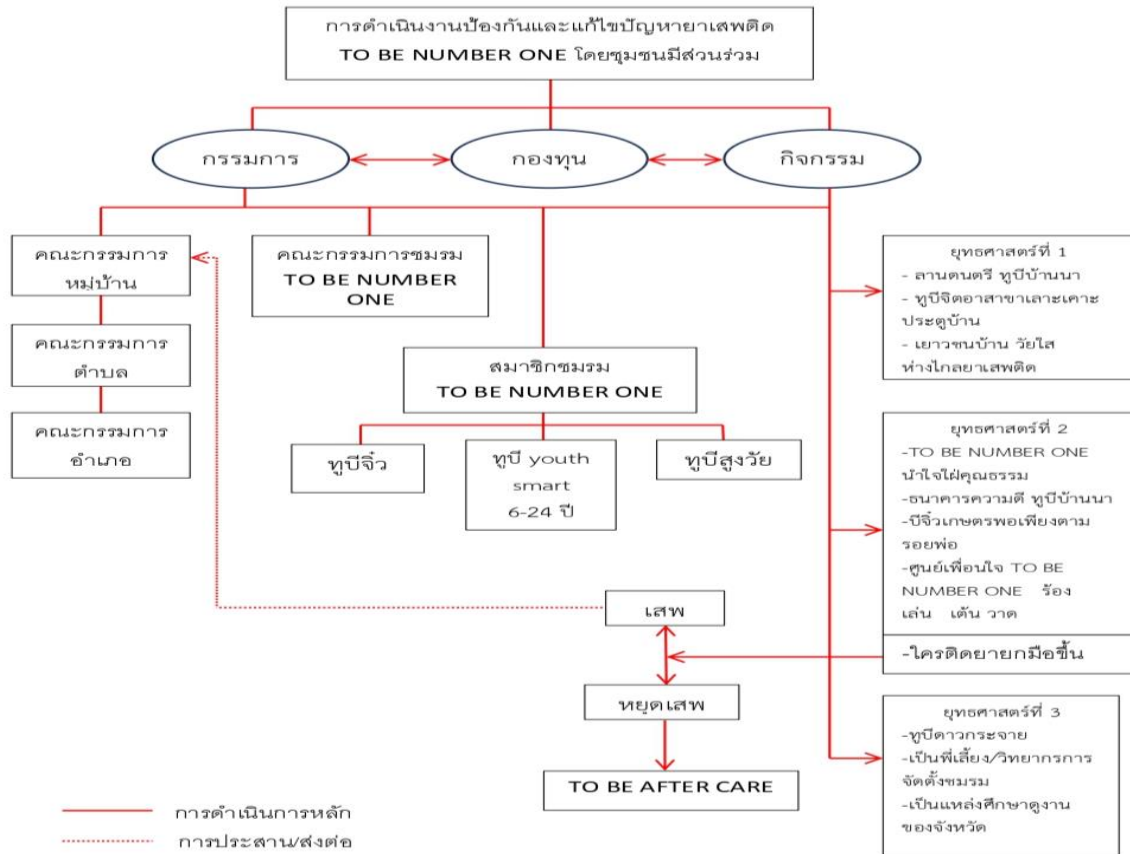 การดำเนินงานป้องกันและแก้ไขปัญหายาเสพติด
TO BE NUMBER ONE โดยชุมชนมีส่วนร่วม
กรรมการ
กองทุน
กิจกรรม
คณะกรรมการ
หมู่บ้าน
คณะกรรมการ
ตำบล
คณะกรรมการ
อำเภอ
คณะกรรมการชมรม
TO BE NUMBER
ONE
สมาชิกชมรม
TO BE NUMBER ONE
ทูบีจิ๋ว
ทูบี youth
smart
6-24 ปี
ทูบีสูงวัย
ยุทธศาสตร์ที่ 1
- ลานดนตรี ทูบีบ้านนา
- ทูบีจิตอาสาขาเลาะเคาะ
ประตูบ้าน
- เยาวชนบ้าน วัยใส
ห่างไกลยาเสพติด
ยุทธศาสตร์ที่ 2
-TO BE NUMBER ONE
นำใจใฝ่คุณธรรม
-ธนาคารความดี ทูบีบ้านนา
-บีจิ๋วเกษตรพอเพียงตาม
รอยพ่อ
-ศูนย์เพื่อนใจ TO BE
NUMBER ONE ร้อง
เล่น เต้น วาด
-ใครติดยายกมือขึ้น
ยุทธศาสตร์ที่ 3
-ทูบีดาวกระจาย
-เป็นพี่เลี้ยง/วิทยากรการ
จัดตั้งชมรม
-เป็นแหล่งศึกษาดูงาน
ของจังหวัด
เสพ
หยุดเสพ
TO BE AFTER CARE
การดำเนินการหลัก
การประสาน/ส่งต่อ